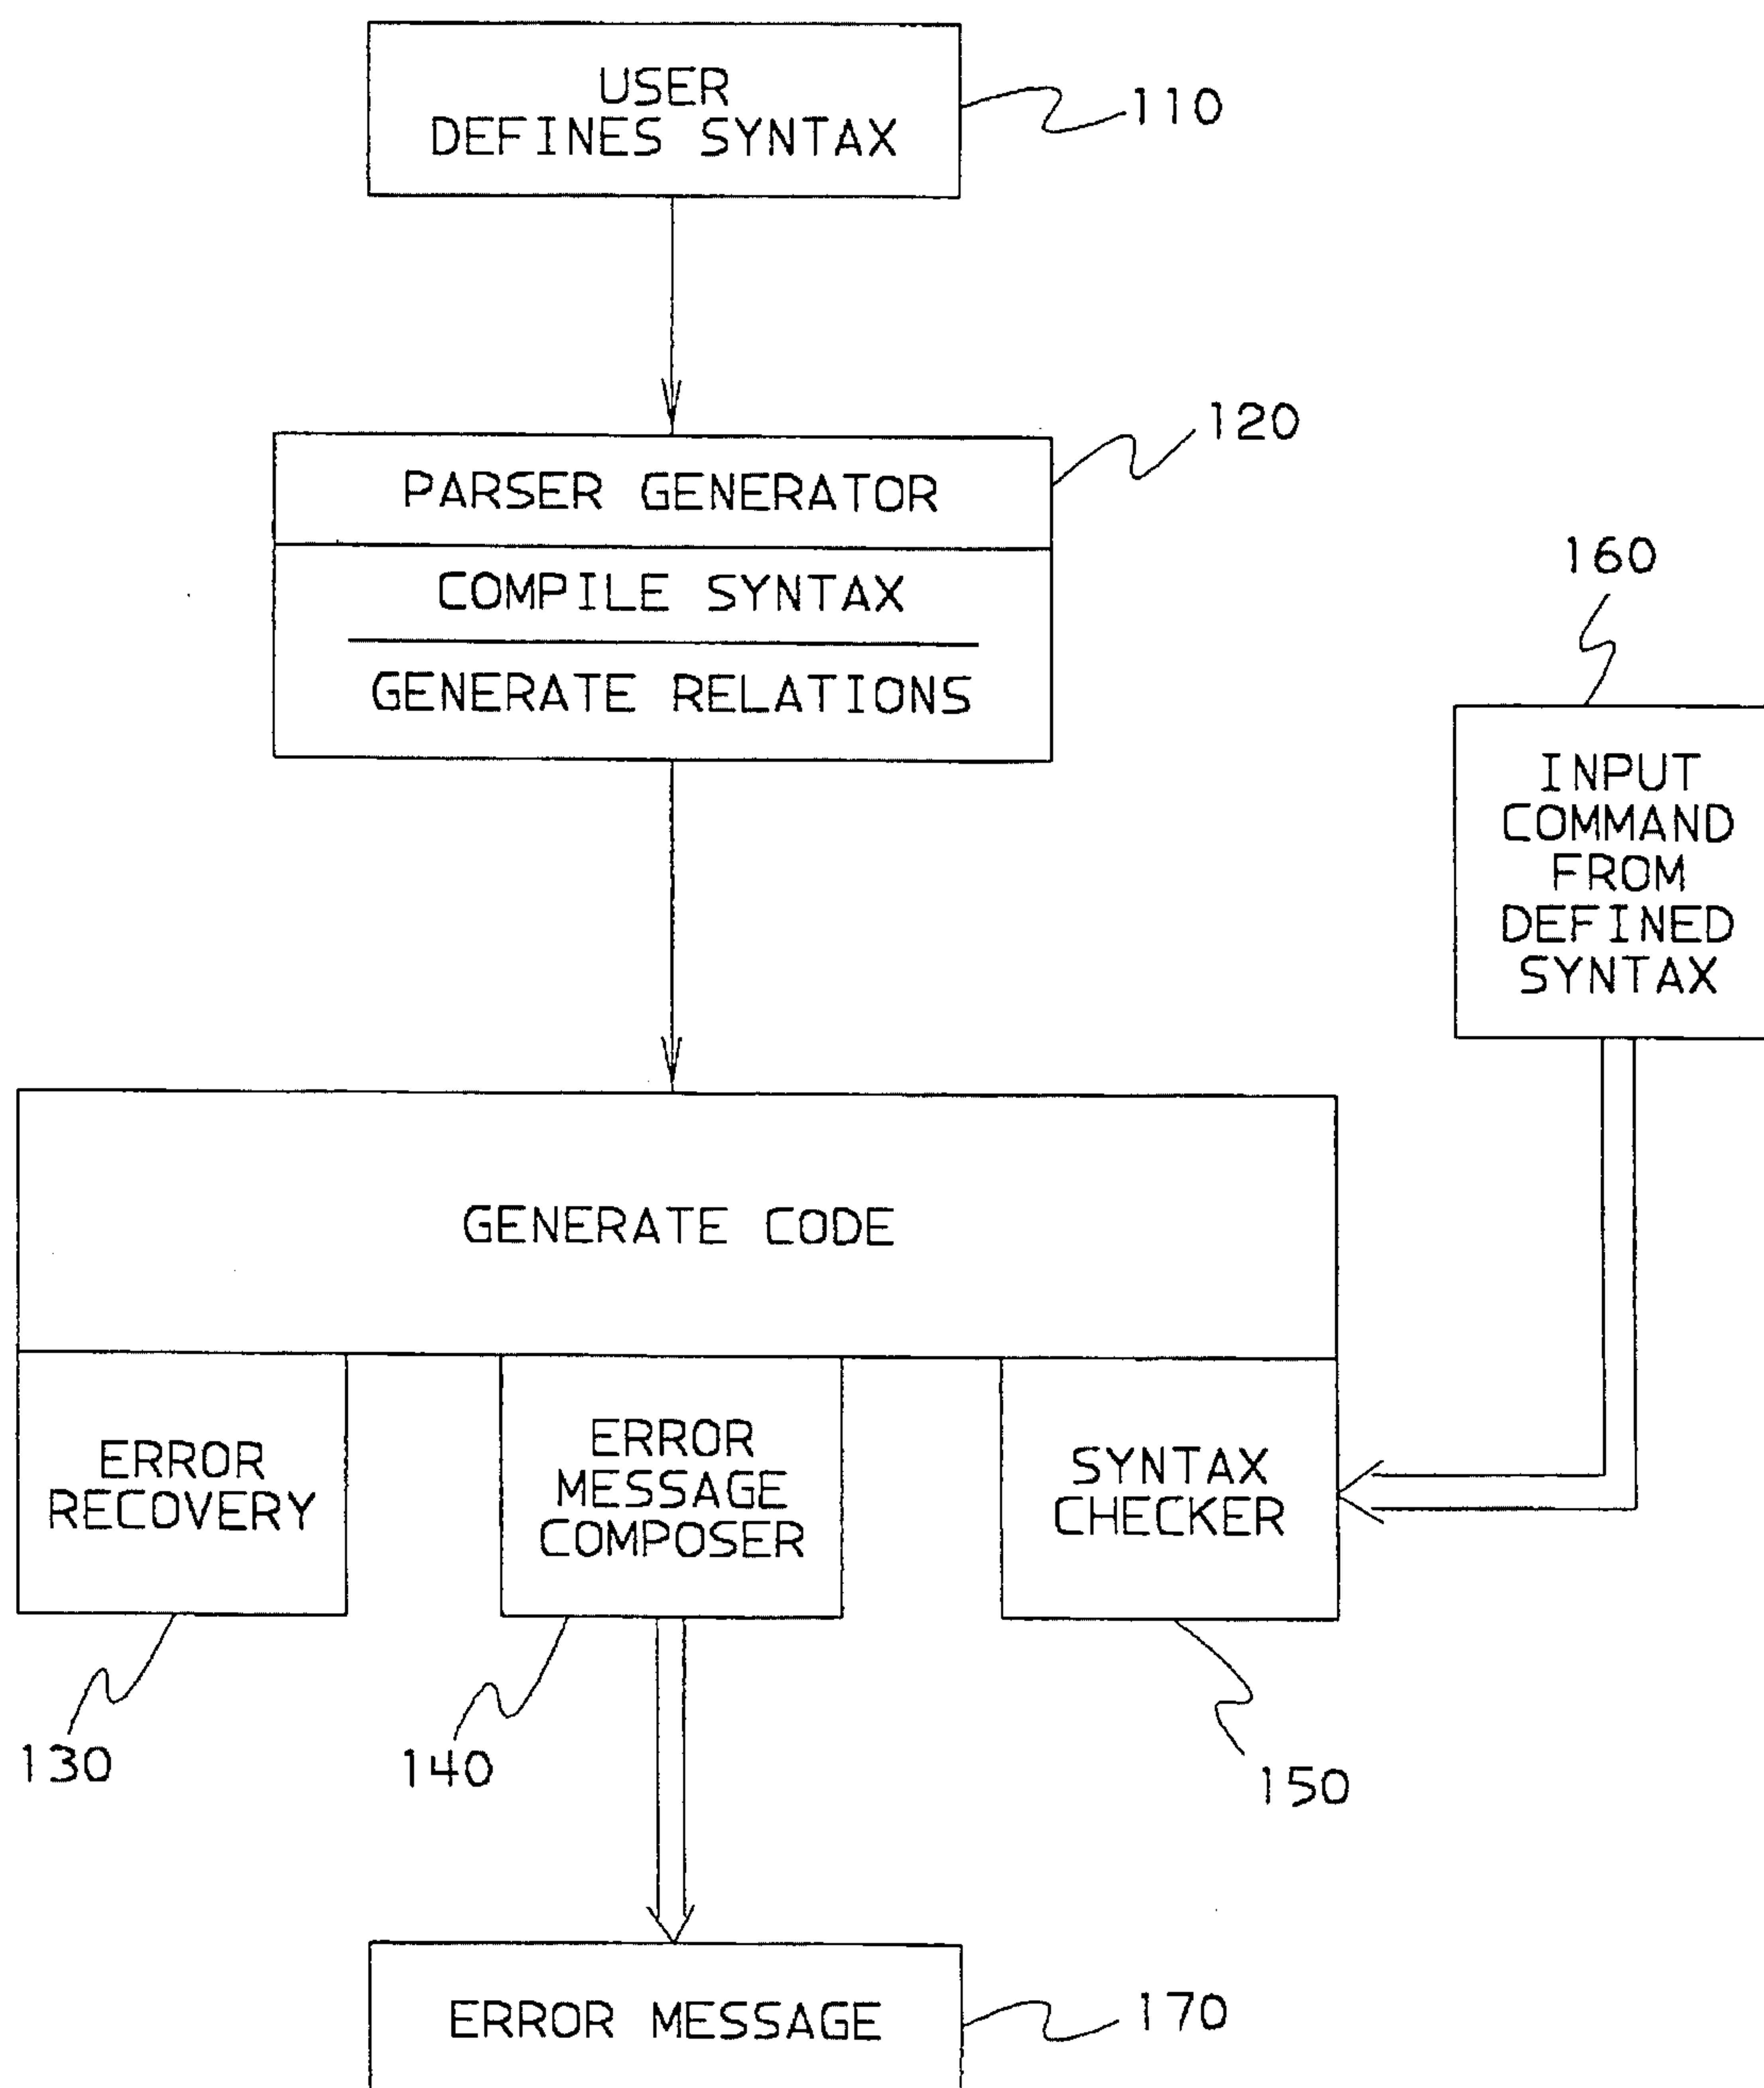 USER
DEFINES SYNTAX
110
PARSER GENERATOR
120
COMPILE SYNTAX
GENERATE RELATIONS
160
INPUT
COMMAND
FROM
DEFINED
SYNTAX
GENERATE CODE
ERROR
RECOVERY
ERROR
MESSAGE
COMPOSER
SYNTAX
CHECKER
130
140
150
ERROR MESSAGE
170